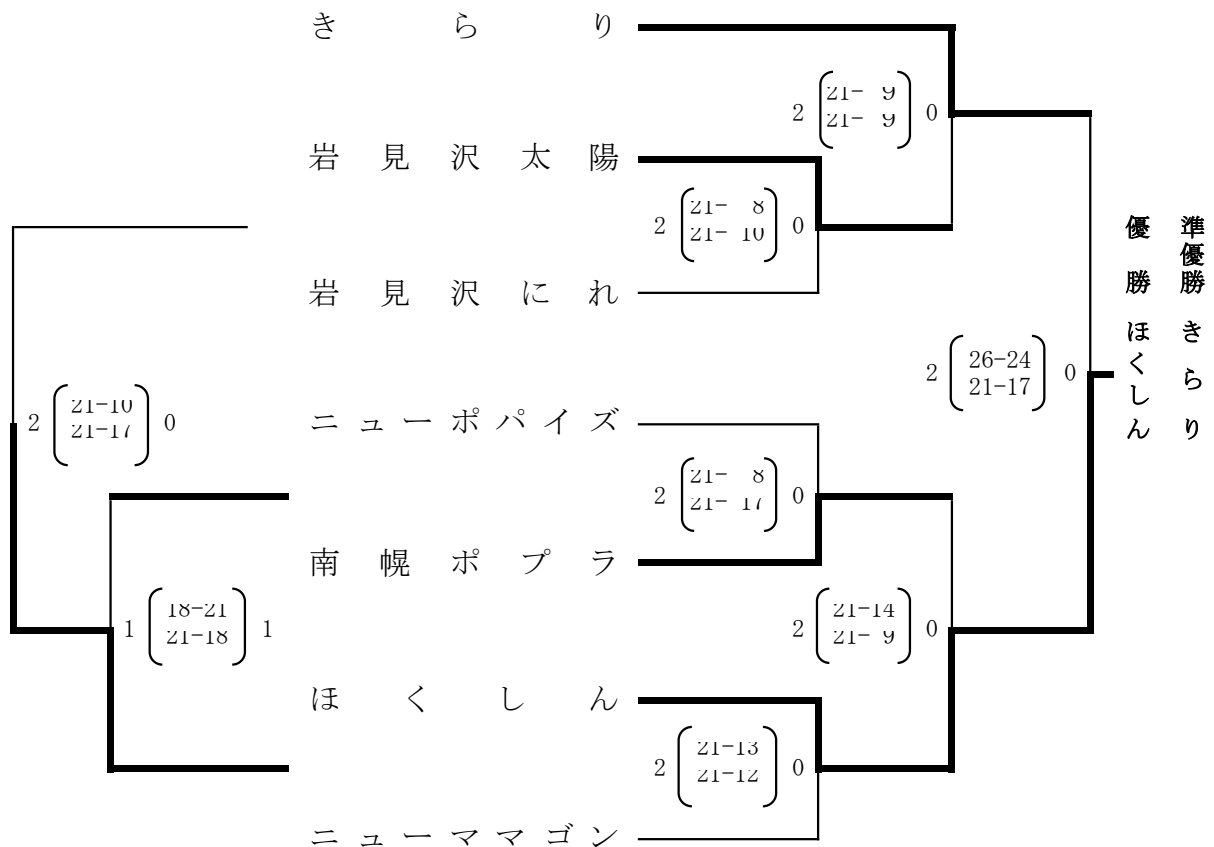 きらり
2 21- 9 0
21- 9
岩見沢太陽
2 21- 8 0
21- 10
岩見沢にれ
2 26-24 0
21-17
ニューポパイズ
2 21- 8 0
21- 17
南幌ポプラ
2 21-14 0
21- 9
ほくしん
2 21-13 0
21-12
ニューママゴン
2 21-10 0
21-17
1 18-21 1
21-18
準優勝 きらり
優勝 ほくしん